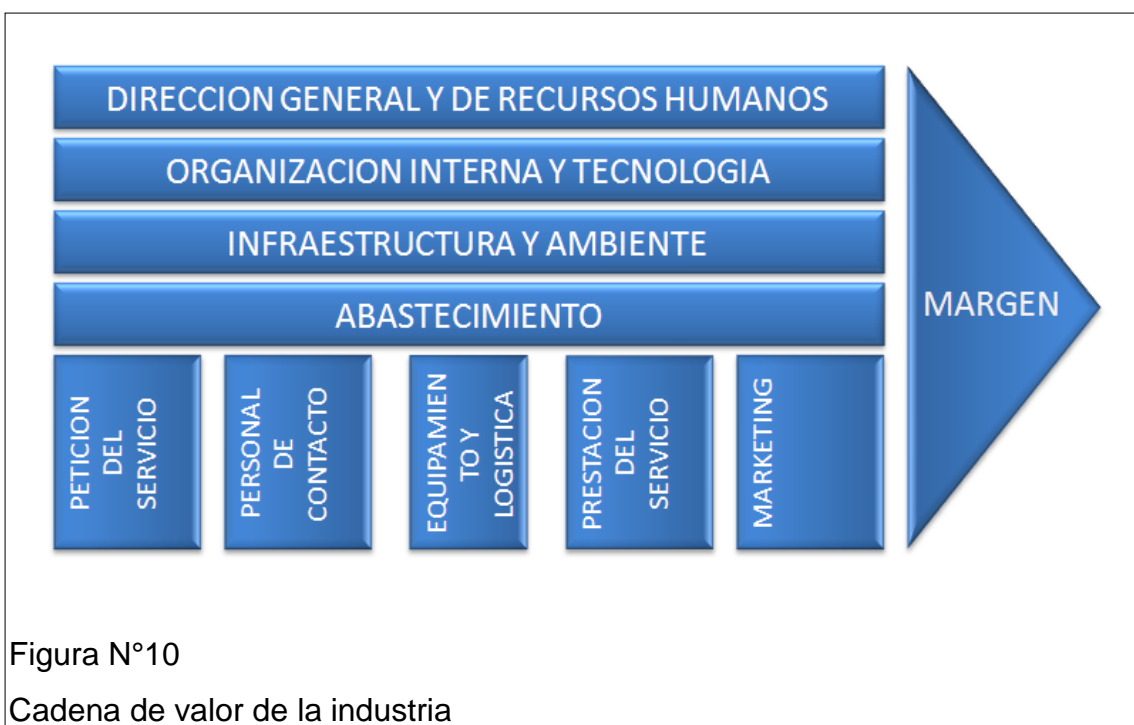 DIRECCION GENERAL Y DE RECURSOS HUMANOS
ORGANIZACION INTERNA Y TECNOLOGIA
INFRAESTRUCTURA Y AMBIENTE
ABASTECIMIENTO
MARGEN
PETICION
DEL
SERVICIO
PERSONAL
DE
CONTACTO
EQUIPAMIEN
TO Y
LOGISTICA
PRESTACION
DEL
SERVICIO
MARKETING
Figura N°10
Cadena de valor de la industria